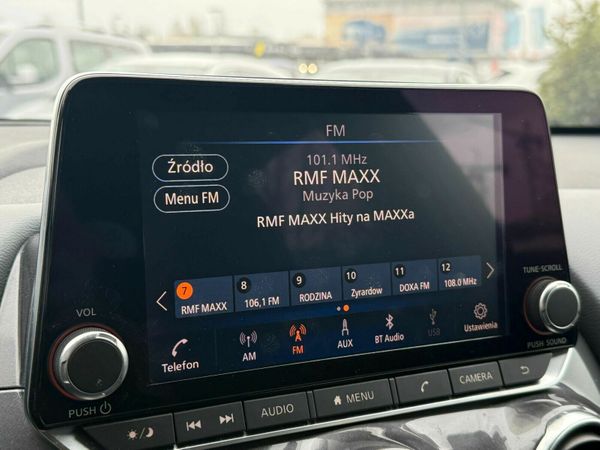 FM
Źródło
Menu FM
101.1 MHz
RMF MAXX
Muzyka Pop
RMF MAXX Hity na MAXXa
7
RMF MAXX
8
106,1 FM
9
RODZINA
10
Zyrardow
11
DOXA FM
12
108.0 MHz
Telefon
AM
FM
AUX
BT Audio
USB
Ustawienia
VOL
PUSH
TUNE·SCROLL
PUSH SOUND
AUDIO
MENU
CAMERA